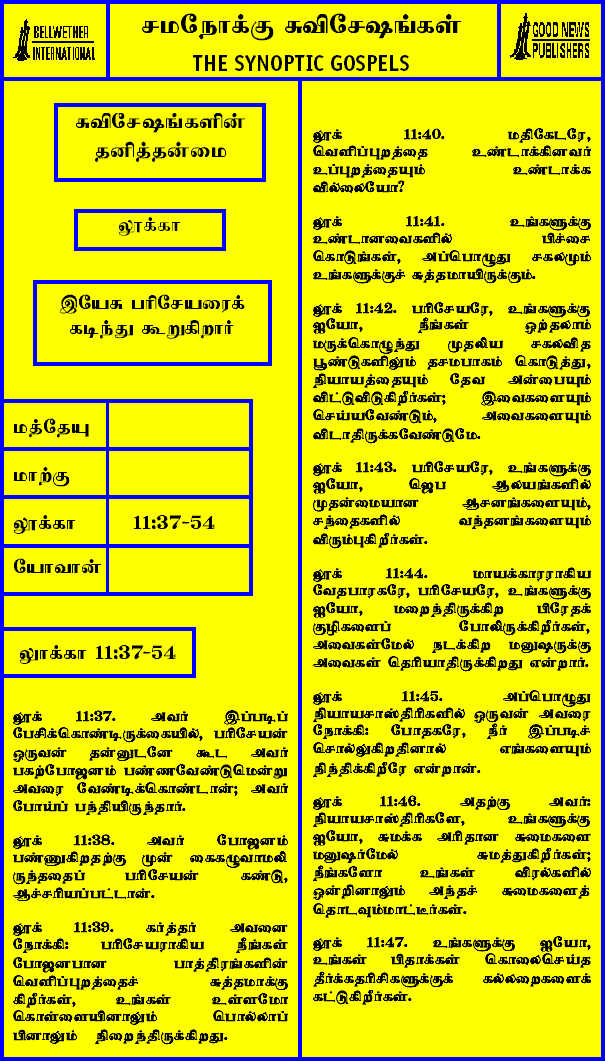 BELLWETHER
INTERNATIONAL
சமநோக்கு சுவிசேஷங்கள்
THE SYNOPTIC GOSPELS
GOOD NEWS
PUBLISHERS
சுவிசேஷங்களின்
தனித்தன்மை
லூக்கா
இயேசு பரிசேயரைக்
கடிந்து கூறுகிறார்
மத்தேயு
மாற்கு
லூக்கா 11:37-54
யோவான்
லூக்கா 11:37-54
லூக் 11:37. அவர் இப்படிப்
பேசிக்கொண்டிருக்கையில், பரிசேயன்
ஒருவன் தன்னுடனே கூட அவர்
பகற்போஜனம் பண்ணவேண்டுமென்று
அவரை வேண்டிக்கொண்டான்; அவர்
போய்ப் பந்தியிருந்தார்.
லூக் 11:38. அவர் போஜனம்
பண்ணுகிறதற்கு முன் கைகழுவாமலி
ருந்ததைப் பரிசேயன் கண்டு,
ஆச்சரியப்பட்டான்.
லூக் 11:39. கர்த்தர் அவனை
நோக்கி: பரிசேயராகிய நீங்கள்
போஜனபான பாத்திரங்களின்
வெளிப்புறத்தைச் சுத்தமாக்கு
கிறீர்கள், உங்கள் உள்ளமோ
கொள்ளையினாலும் பொல்லாப்
பினாலும் நிறைந்திருக்கிறது.
லூக் 11:40. மதிகேடரே,
வெளிப்புறத்தை உண்டாக்கினவர்
உப்புறத்தையும் உண்டாக்க
வில்லையோ?
லூக் 11:41. உங்களுக்கு
உண்டானவைகளில் பிச்சை
கொடுங்கள், அப்பொழுது சகலமும்
உங்களுக்குச் சுத்தமாயிருக்கும்.
லூக் 11:42. பரிசேயரே, உங்களுக்கு
ஐயோ, நீங்கள் ஒற்தலாம்
மருக்கொழுந்து முதலிய சகலவித
பூண்டுகளிலும் தசமபாகம் கொடுத்து,
நியாயத்தையும் தேவ அன்பையும்
விட்டுவிடுகிறீர்கள்; இவைகளையும்
செய்யவேண்டும், அவைகளையும்
விடாதிருக்கவேண்டுமே.
லூக் 11:43. பரிசேயரே, உங்களுக்கு
ஐயோ, ஜெப ஆலயங்களில்
முதன்மையான ஆசனங்களையும்,
சந்தைகளில் வந்தனங்களையும்
விரும்புகிறீர்கள்.
லூக் 11:44. மாயக்காரராகிய
வேதபாரகரே, பரிசேயரே, உங்களுக்கு
ஐயோ, மறைந்திருக்கிற பிரேதக்
குழிகளைப் போலிருக்கிறீர்கள்,
அவைகள்மேல் நடக்கிற மனுஷருக்கு
அவைகள் தெரியாதிருக்கிறது என்றார்.
லூக் 11:45. அப்பொழுது
நியாயசாஸ்திரிகளில் ஒருவன் அவரை
நோக்கி: போதகரே, நீர் இப்படிச்
சொல்லுகிறதினால் எங்களையும்
நிந்திக்கிறீரே என்றான்.
லூக் 11:46. அதற்கு அவர்:
நியாயசாஸ்திரிகளே, உங்களுக்கு
ஐயோ, சுமக்க அரிதான சுமைகளை
மனுஷர்மேல் சுமத்துகிறீர்கள்;
நீங்களோ உங்கள் விரல்களில்
ஒன்றினாலும் அந்தச் சுமைகளைத்
தொடவும்மாட்டீர்கள்.
லூக் 11:47. உங்களுக்கு ஐயோ,
உங்கள் பிதாக்கள் கொலைசெய்த
தீர்க்கதரிசிகளுக்குக் கல்லறைகளைக்
கட்டுகிறீர்கள்.